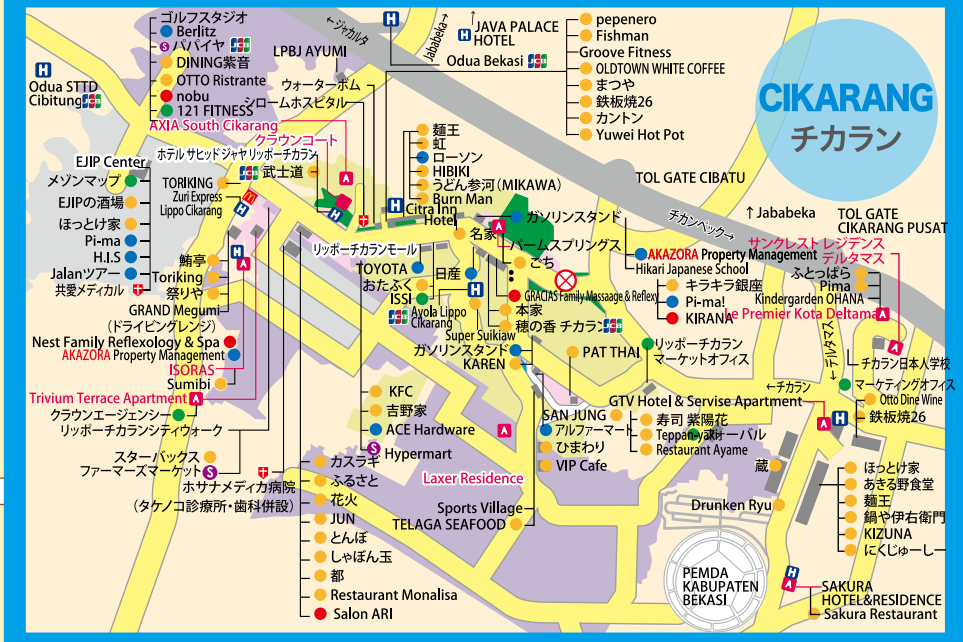 CIKARANG
チカラン
ゴルフスタジオ
Berlitz
パパイヤ JCB
DINING紫音
OTTO Ristrante
nobu
121 FITNESS
AXIA South Cikarang
クラウンコート
H
Odua STTD
Cibitung JCB
LPBJ AYUMI
ウォーターボム
シロームホスピタル
←ジャカルタ
Jababeka→
JAVA PALACE
HOTEL
Odua Bekasi JCB
pepenero
Fishman
Groove Fitness
OLDTOWN WHITE COFFEE
まつや
鉄板焼26
カントン
Yuwei Hot Pot
TOL GATE CIBATU
チカンペック→
↑Jababeka
TOL GATE
CIKARANG PUSAT
EJIP Center
メゾンマップ
EJIPの酒場
ほっとけ家
Pi-ma
H.I.S
Jalanツアー
共愛メディカル
ホテル サヒッド ジャヤ リッポーチカラン
JCB 武士道
TORIKING
Zuri Express
Lippo Cikarang
麺王
虹
ローソン
HIBIKI
うどん参河(MIKAWA)
Burn Man
Citra Inn
Hotel
ガソリンスタンド
名家
パームスプリングス
ごち
リッポーチカランモール
TOYOTA
おたふく
ISSI
JCB Ayola Lippo
Cikarang
日産
Super Suikiaw
GRACIAS Family Massaage & Reflexy
本家
穂の香 チカラン JCB
ガソリンスタンド
KAREN
PAT THAI
リッポーチカラン
マーケットオフィス
AKAZORA Property Management
Hikari Japanese School
キラキラ銀座
Pi-ma!
KIRANA
サンクレスト レジデンス
デルタマス
ふとっぱら
Pima
Kindergarden OHANA
Le Premier Kota Deltamas
←デルタマス
チカラン日本人学校
マーケティングオフィス
Otto Dine Wine
鉄板焼26
←チカラン
鮪亭
Toriking
祭りや
GRAND Megumi
(ドライビングレンジ)
Nest Family Reflexology & Spa
AKAZORA Property Management
ISORAS
Sumibi
Trivium Terrace Apartment
クラウンエージェンシー
リッポーチカランシティウォーク
スターバックス
ファーマーズマーケット
ホサナメディカ病院
(タケノコ診療所・歯科併設)
KFC
吉野家
ACE Hardware
Hypermart
カスラギ
ふるさと
花火
JUN
とんぼ
しゃぼん玉
都
Restaurant Monalisa
Salon ARI
Laxer Residence
Sports Village
TELAGA SEAFOOD
SAN JUNG
アルファーマート
ひまわり
VIP Cafe
GTV Hotel & Servise Apartment
寿司 紫陽花
Teppan-yaki
フォーバル
Restaurant Ayame
蔵
Drunken Ryu
ほっとけ家
あきる野食堂
麺王
鍋や伊右衛門
KIZUNA
にくじゅーしー
PEMDA
KABUPATEN
BEKASI
SAKURA
HOTEL&RESIDENCE
Sakura Restaurant